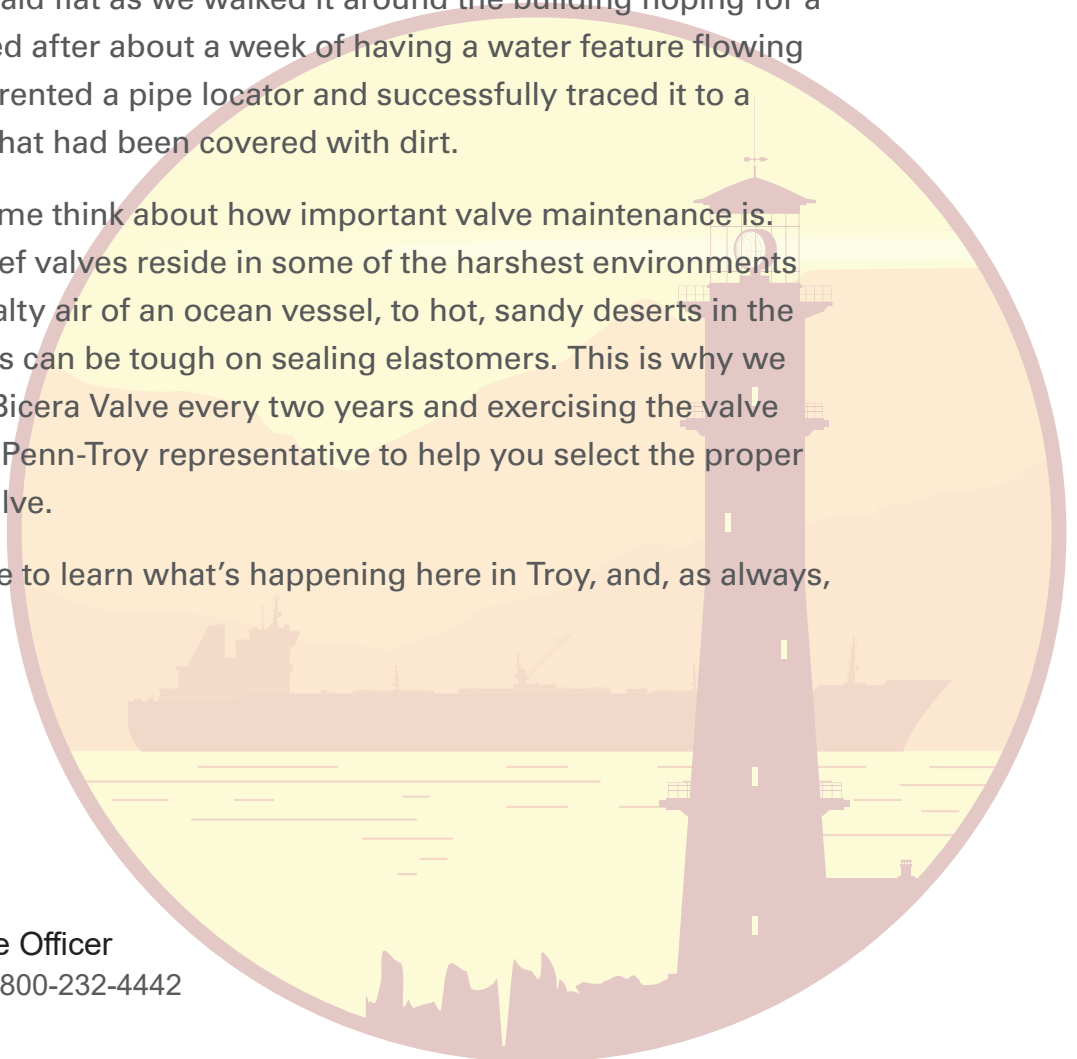 aid flat as we walked it around the building hoping for a
ed after about a week of having a water feature flowing
rented a pipe locator and successfully traced it to a
hat had been covered with dirt.
me think about how important valve maintenance is.
ef valves reside in some of the harshest environments
alty air of an ocean vessel, to hot, sandy deserts in the
s can be tough on sealing elastomers. This is why we
Bicera Valve every two years and exercising the valve
Penn-Troy representative to help you select the proper
lve.
e to learn what's happening here in Troy, and, as always,
e Officer
800-232-4442